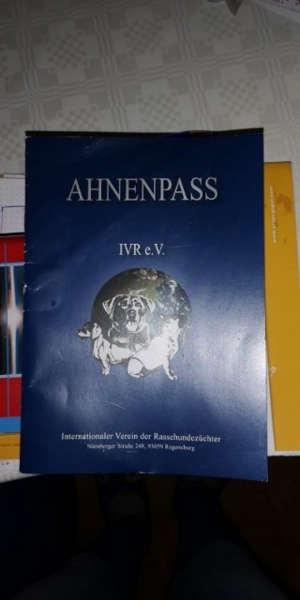 AHNENPASS
IVR e.V.
Internationaler Verein der Rassehundezüchter
Nürnberger Straße 248, 93059 Regensburg